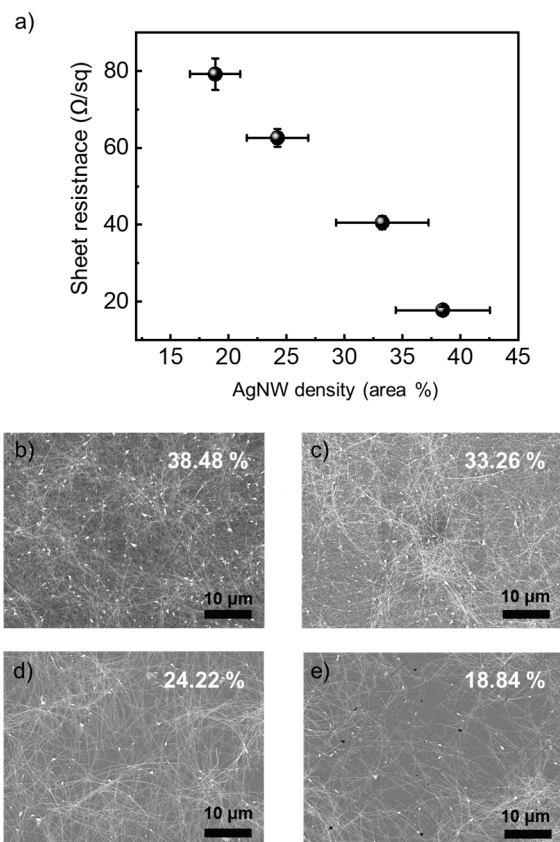 a)
Sheet resistnace (Ω/sq)
80
60
40
20
15 20 25 30 35 40 45
AgNW density (area %)
b) 38.48 %
10 µm
c) 33.26 %
10 µm
d) 24.22 %
10 µm
e) 18.84 %
10 µm